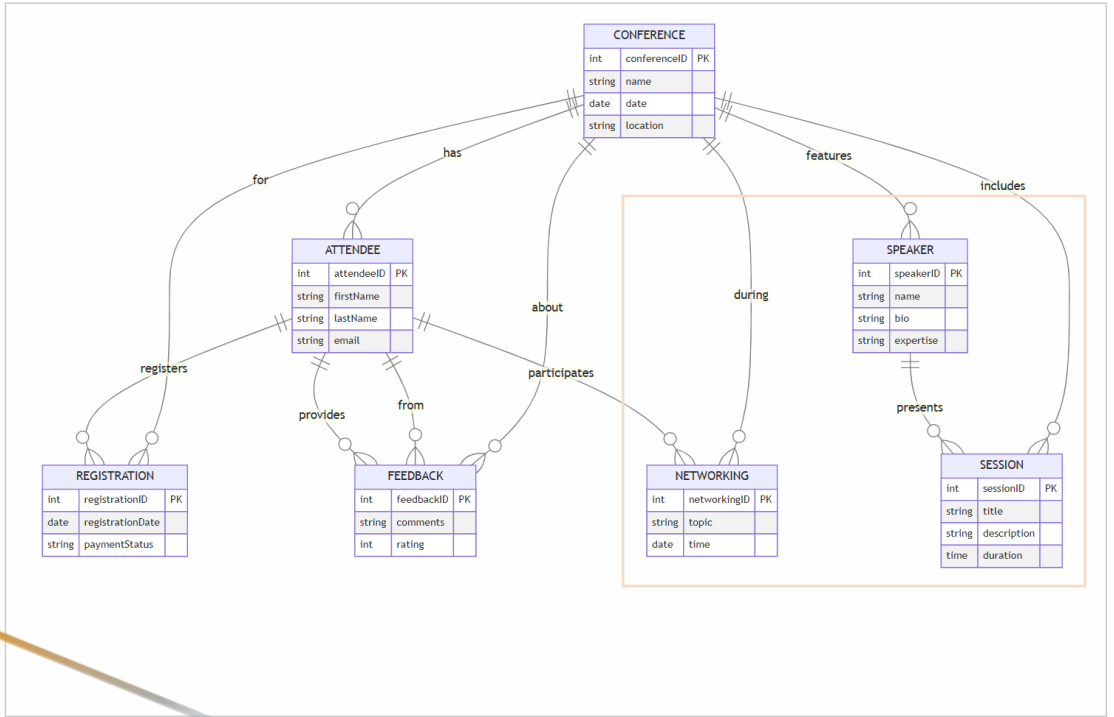 CONFERENCE
int conferenceID PK
string name
date date
string location
has
features
for
includes
ATTENDEE
int attendeeID PK
string firstName
string lastName
string email
SPEAKER
int speakerID PK
string name
string bio
string expertise
during
about
registers
participates
provides
from
presents
REGISTRATION
int registrationID PK
date registrationDate
string paymentStatus
FEEDBACK
int feedbackID PK
string comments
int rating
NETWORKING
int networkingID PK
string topic
date time
SESSION
int sessionID PK
string title
string description
time duration